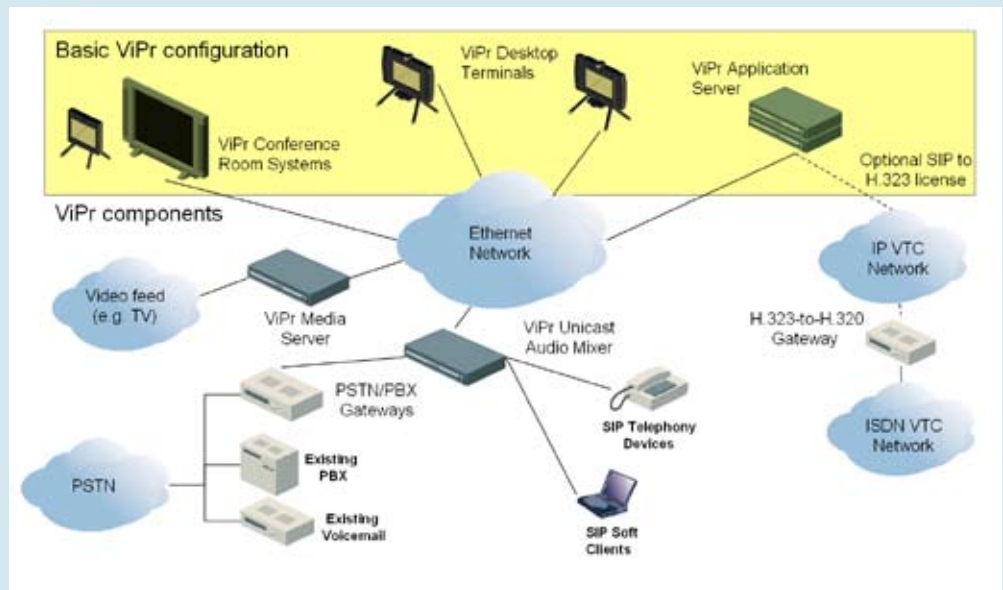 Basic ViPr configuration
ViPr Desktop
Terminals
ViPr Application
Server
ViPr Conference
Room Systems
Optional SIP to
H.323 license
ViPr components
Ethernet
Network
IP VTC
Network
Video feed
(e.g. TV)
ViPr Media
Server
ViPr Unicast
Audio Mixer
H.323-to-H.320
Gateway
PSTN/PBX
Gateways
SIP Telephony
Devices
ISDN VTC
Network
PSTN
Existing
PBX
Existing
Voicemail
SIP Soft
Clients